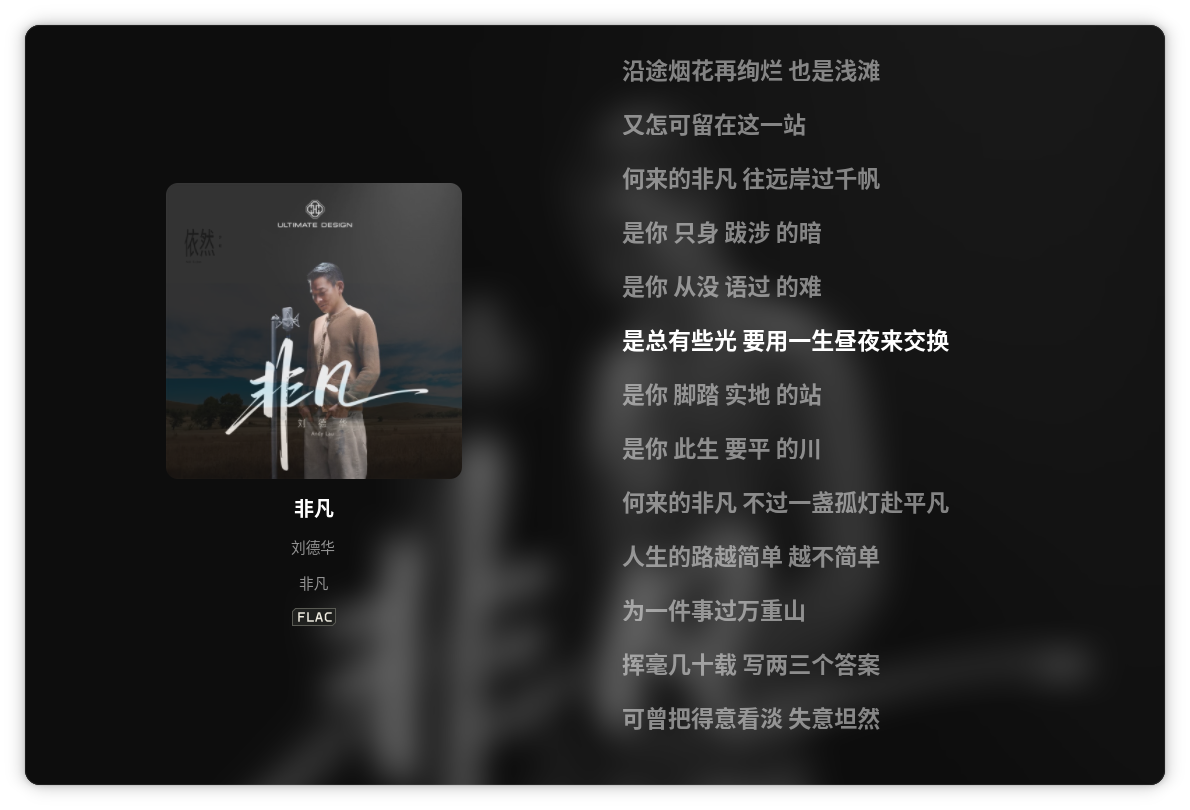 ULTIMATE DESIGN
依然：
非凡
刘德华
Andy Lau
非凡
刘德华
非凡
FLAC
沿途烟花再绚烂 也是浅滩
又怎可留在这一站
何来的非凡 往远岸过千帆
是你 只身 跋涉 的暗
是你 从没 语过 的难
是总有些光 要用一生昼夜来交换
是你 脚踏 实地 的站
是你 此生 要平 的川
何来的非凡 不过一盏孤灯赴平凡
人生的路越简单 越不简单
为一件事过万重山
挥毫几十载 写两三个答案
可曾把得意看淡 失意坦然